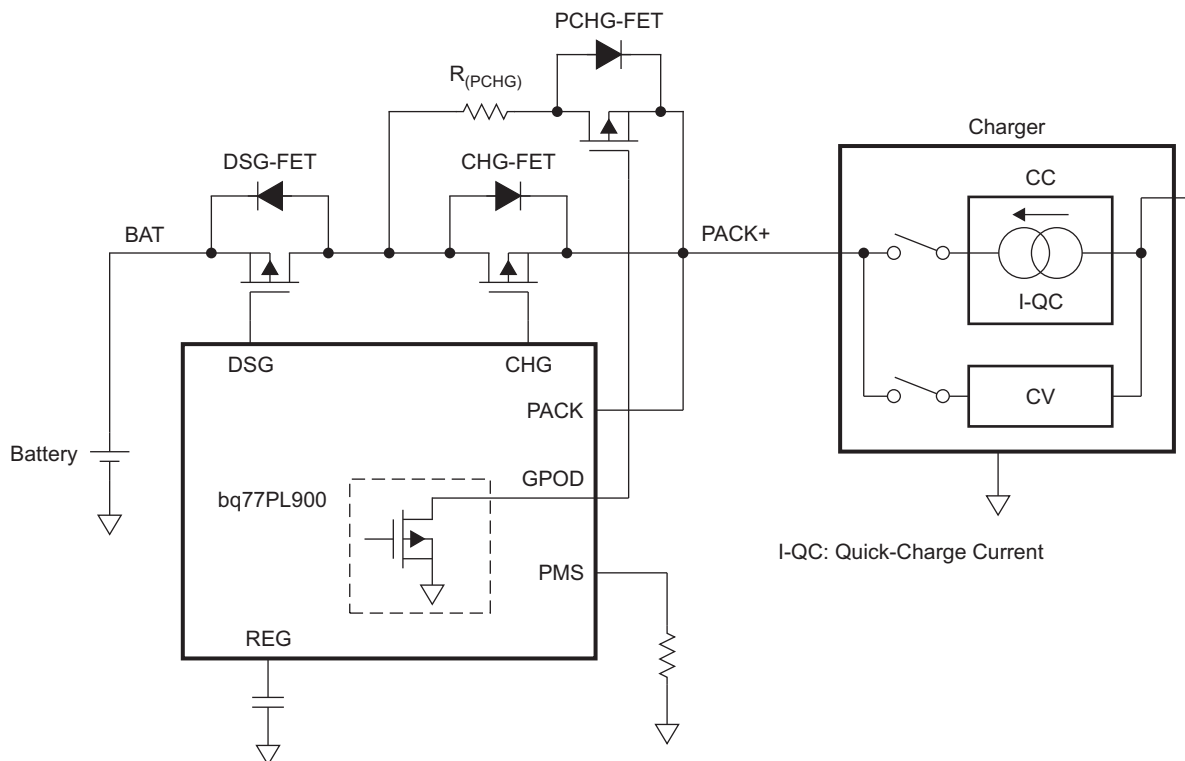 PCHG-FET
R(PCHG)
Charger
DSG-FET
CHG-FET
CC
BAT
PACK+
I-QC
DSG
CHG
PACK
CV
Battery
GPOD
bq77PL900
I-QC: Quick-Charge Current
PMS
REG